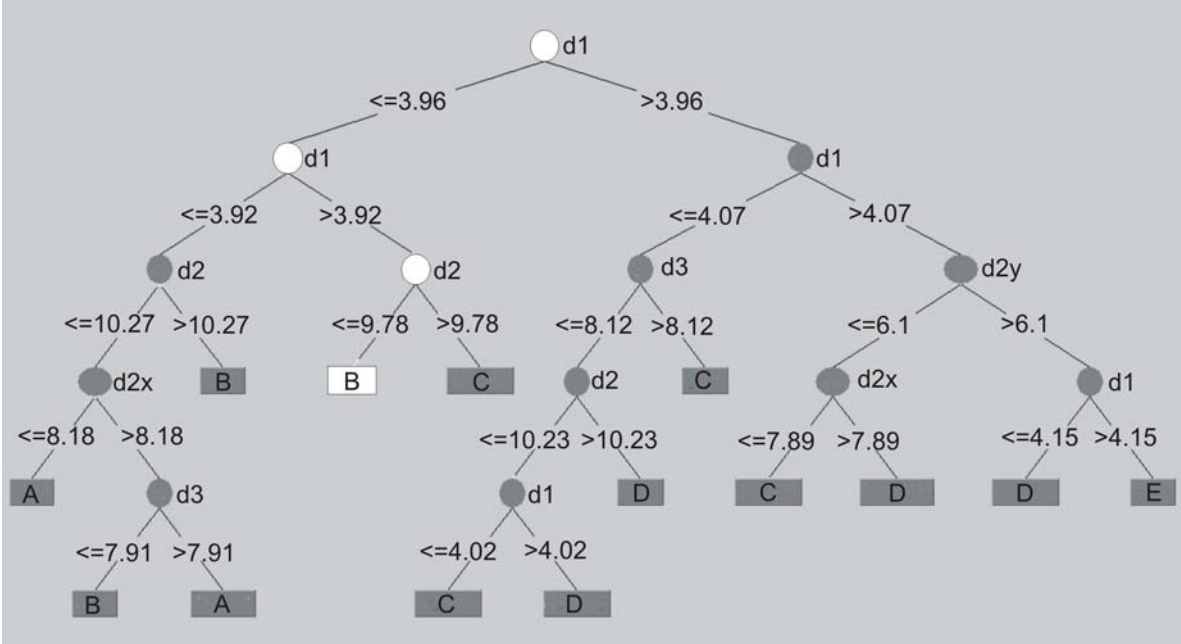 d1
<=3.96 >3.96
d1 d1
<=3.92 >3.92 <=4.07 >4.07
d2 d2 d3 d2y
<=10.27 >10.27 <=9.78 >9.78 <=8.12 >8.12 <=6.1 >6.1
d2x B B C d2 C d2x d1
<=8.18 >8.18 <=10.23 >10.23 <=7.89 >7.89 <=4.15 >4.15
A d3 d1 D C D D E
<=7.91 >7.91 <=4.02 >4.02
B A C D